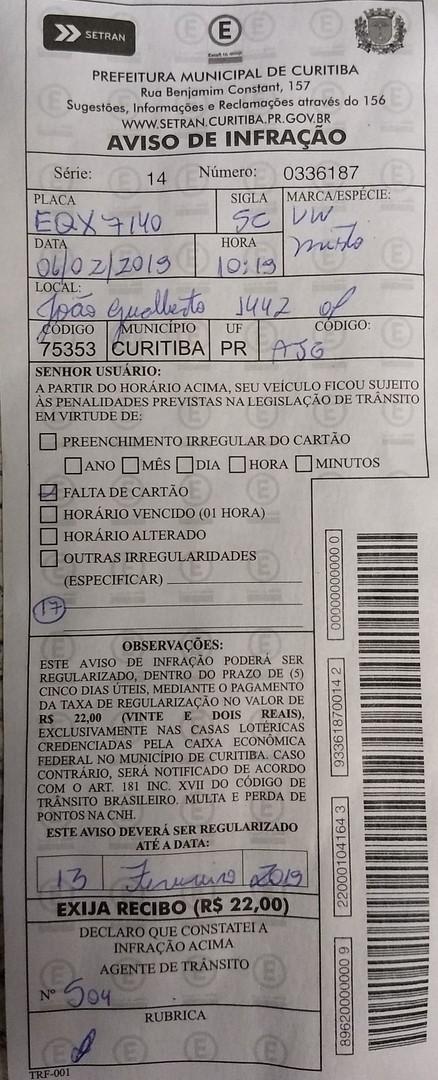 SETRAN
E
PREFEITURA MUNICIPAL DE CURITIBA
Rua Benjamim Constant, 157
Sugestões, Informações e Reclamações através do 156
WWW.SETRAN.CURITIBA.PR.GOV.BR
AVISO DE INFRAÇÃO
Série: 14 Número: 0336187
PLACA SIGLA MARCA/ESPÉCIE:
EQX 7140 SC VW
DATA HORA misto
06/02/2019 10:19
LOCAL:
João Gualberto 1442 of
CÓDIGO MUNICÍPIO UF CÓDIGO:
75353 CURITIBA PR
SENHOR USUÁRIO:
A PARTIR DO HORÁRIO ACIMA, SEU VEÍCULO FICOU SUJEITO
ÀS PENALIDADES PREVISTAS NA LEGISLAÇÃO DE TRÂNSITO
EM VIRTUDE DE:
PREENCHIMENTO IRREGULAR DO CARTÃO
ANO MÊS DIA HORA MINUTOS
FALTA DE CARTÃO
HORÁRIO VENCIDO (01 HORA)
HORÁRIO ALTERADO
OUTRAS IRREGULARIDADES
(ESPECIFICAR)
17
OBSERVAÇÕES:
ESTE AVISO DE INFRAÇÃO PODERÁ SER
REGULARIZADO, DENTRO DO PRAZO DE (5)
CINCO DIAS ÚTEIS, MEDIANTE O PAGAMENTO
DA TAXA DE REGULARIZAÇÃO NO VALOR DE
R$ 22,00 (VINTE E DOIS REAIS),
EXCLUSIVAMENTE NAS CASAS LOTÉRICAS
CREDENCIADAS PELA CAIXA ECONÔMICA
FEDERAL NO MUNICÍPIO DE CURITIBA. CASO
CONTRÁRIO, SERÁ NOTIFICADO DE ACORDO
COM O ART. 181 INC. XVII DO CÓDIGO DE
TRÂNSITO BRASILEIRO. MULTA E PERDA DE
PONTOS NA CNH.
ESTE AVISO DEVERÁ SER REGULARIZADO
ATÉ A DATA:
13 Fevereiro 2019
EXIJA RECIBO (R$ 22,00)
DECLARO QUE CONSTATEI A
INFRAÇÃO ACIMA
AGENTE DE TRÂNSITO
Nº 504
RUBRICA
TRF-001
89620000000 9 22000104164 3 93361870014 2 00000000000 0